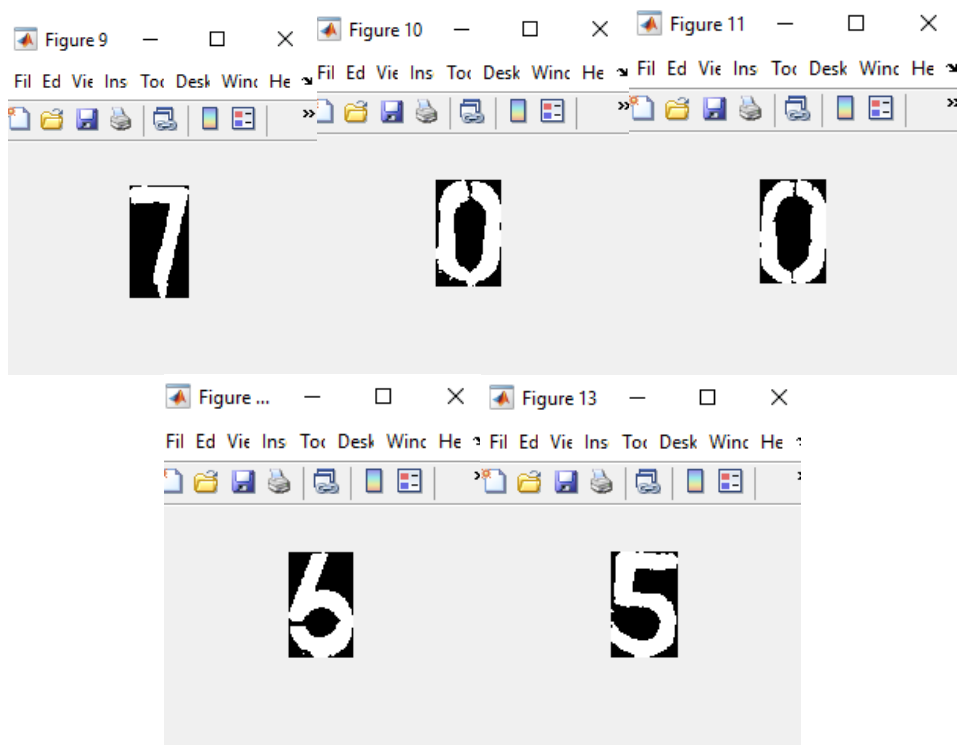 Figure 9 Figure 10 Figure 11
Fil Ed Vie Ins Toc Desk Winc He Fil Ed Vie Ins Toc Desk Winc He Fil Ed Vie Ins Toc Desk Winc He
7 0 0
Figure ... Figure 13
Fil Ed Vie Ins Toc Desk Winc He Fil Ed Vie Ins Toc Desk Winc He
6 5